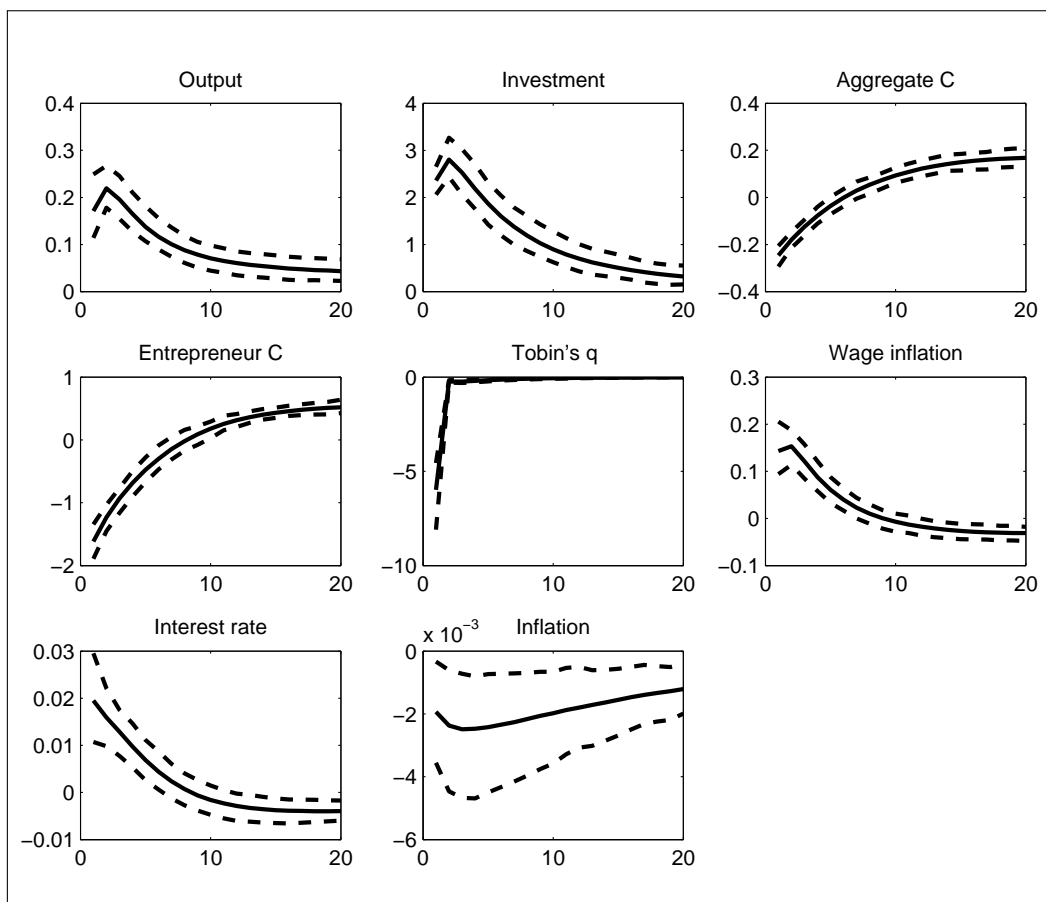 Output
0.4
0.3
0.2
0.1
0
0 10 20
Investment
4
3
2
1
0
0 10 20
Aggregate C
0.4
0.2
0
−0.2
−0.4
0 10 20
Entrepreneur C
1
0
−1
−2
0 10 20
Tobin's q
0
−5
−10
0 10 20
Wage inflation
0.3
0.2
0.1
0
−0.1
0 10 20
Interest rate
0.03
0.02
0.01
0
−0.01
0 10 20
Inflation
x 10⁻³
0
−2
−4
−6
0 10 20